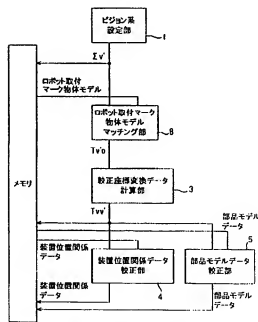 ビジョン系
設定部
1
Σv'
ロボット取付
マーク物体モデル
ロボット取付マーク
物体モデル
マッチング部
8
Tv'o
メモリ
較正座標変換データ
計算部
3
Tvv'
部品モデル
データ
装置位置関係
データ
装置位置関係データ
較正部
4
部品モデルデータ
較正部
5
装置位置関係
データ
部品モデル
データ